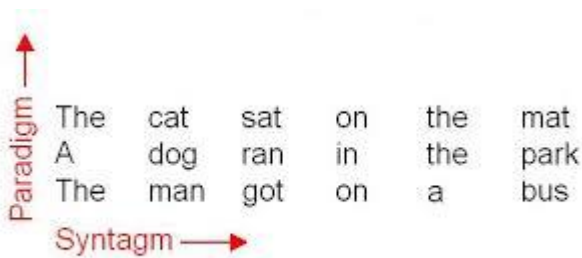 Paradigm
The cat sat on the mat
A dog ran in the park
The man got on a bus
Syntagm